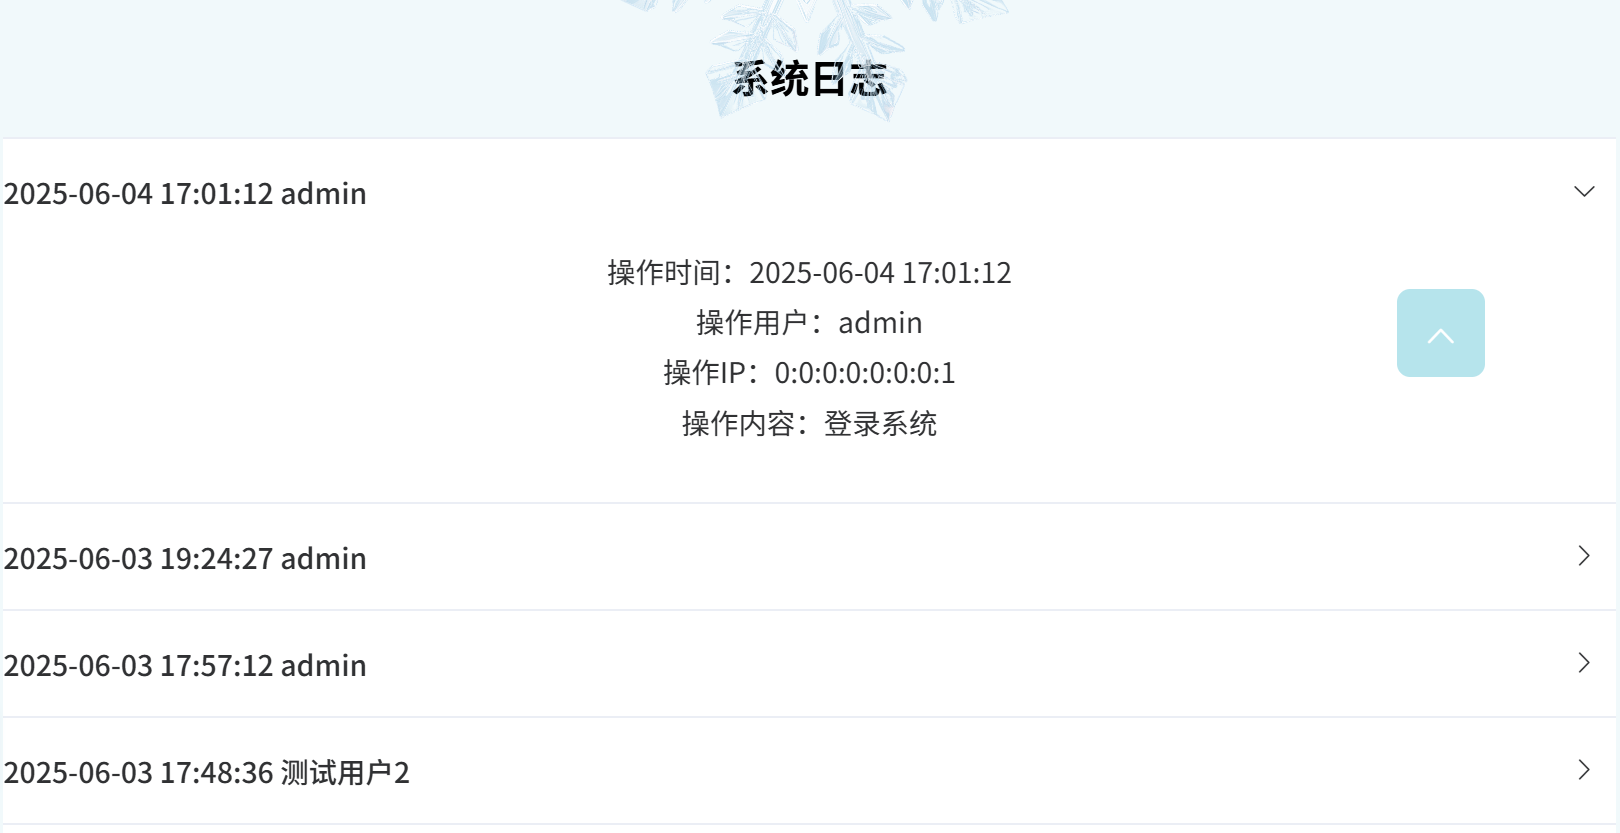 系统日志
2025-06-04 17:01:12 admin
操作时间：2025-06-04 17:01:12
操作用户：admin
操作IP：0:0:0:0:0:0:0:1
操作内容：登录系统
2025-06-03 19:24:27 admin
2025-06-03 17:57:12 admin
2025-06-03 17:48:36 测试用户2